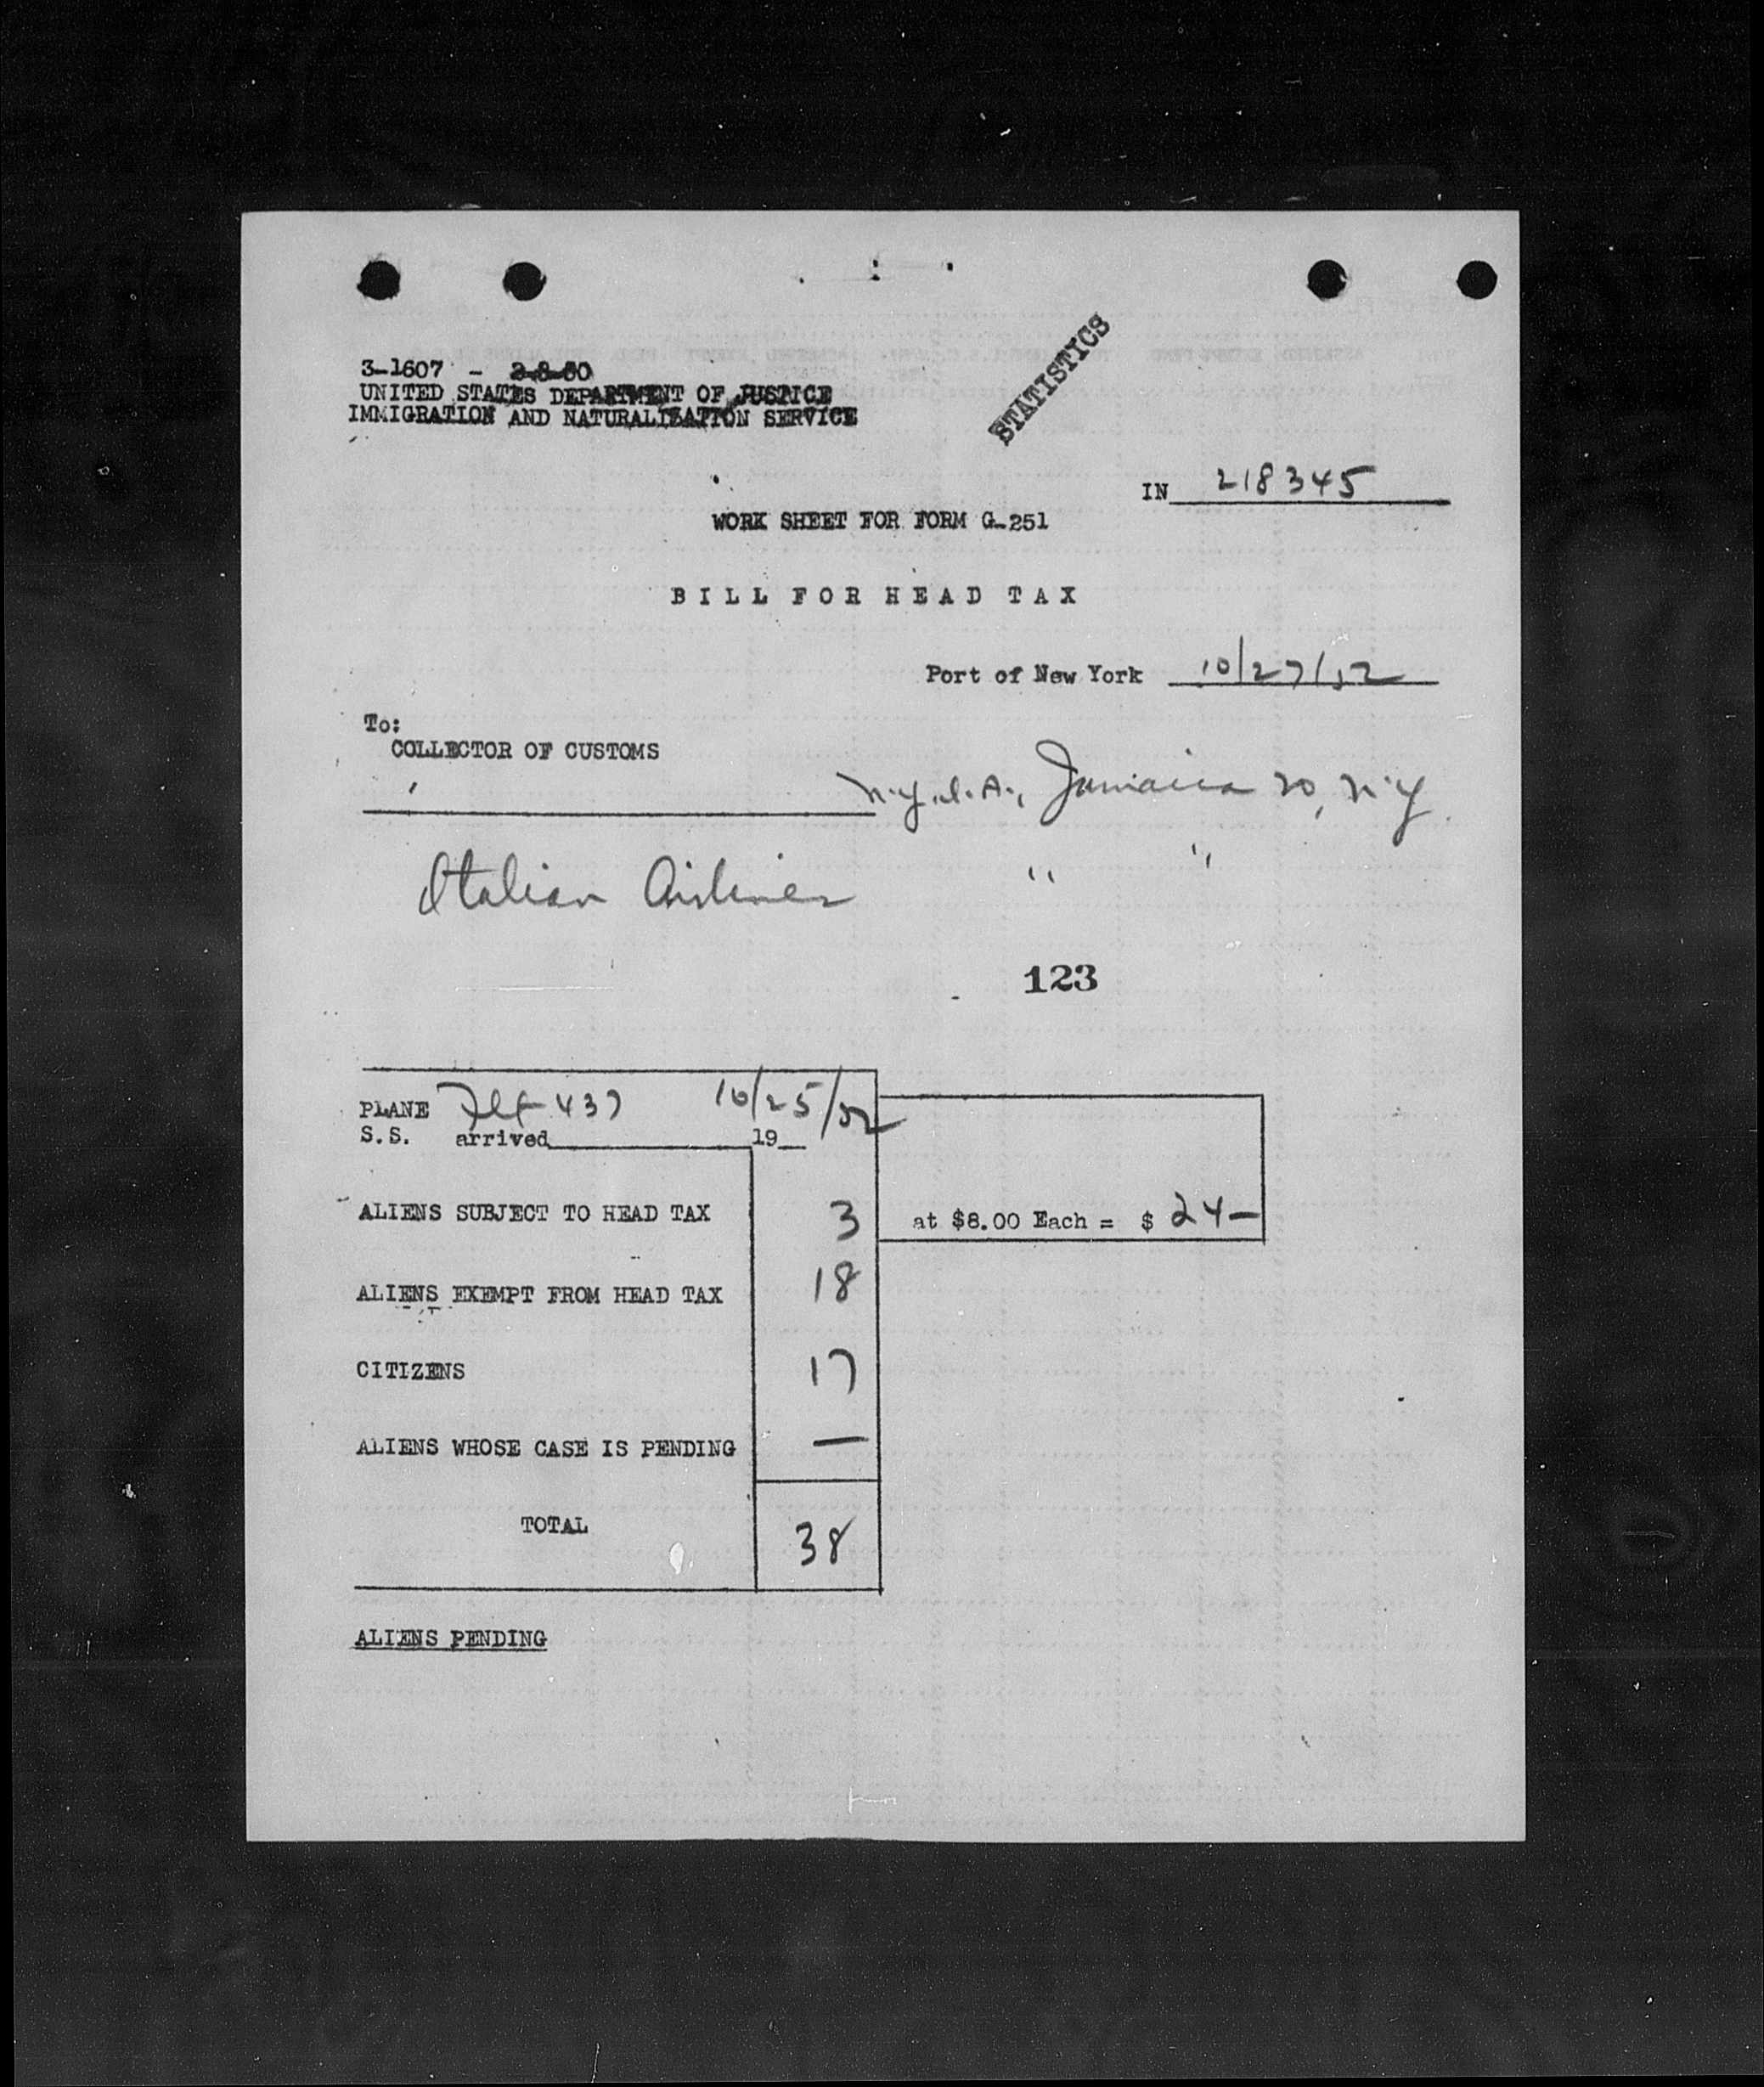 STATISTICS
3-1607 - 2-8-50
UNITED STATES DEPARTMENT OF JUSTICE
IMMIGRATION AND NATURALIZATION SERVICE
IN 218345
WORK SHEET FOR FORM G-251
BILL FOR HEAD TAX
Port of New York 10/27/52
To:
COLLECTOR OF CUSTOMS
N.Y.I.A., Jamaica 30, N.Y.
Italian Airlines " "
123
PLANE Flt 437 10/25/52
S.S. arrived 19
ALIENS SUBJECT TO HEAD TAX 3 at $8.00 Each = $ 24-
ALIENS EXEMPT FROM HEAD TAX 18
CITIZENS 17
ALIENS WHOSE CASE IS PENDING —
TOTAL 38
ALIENS PENDING